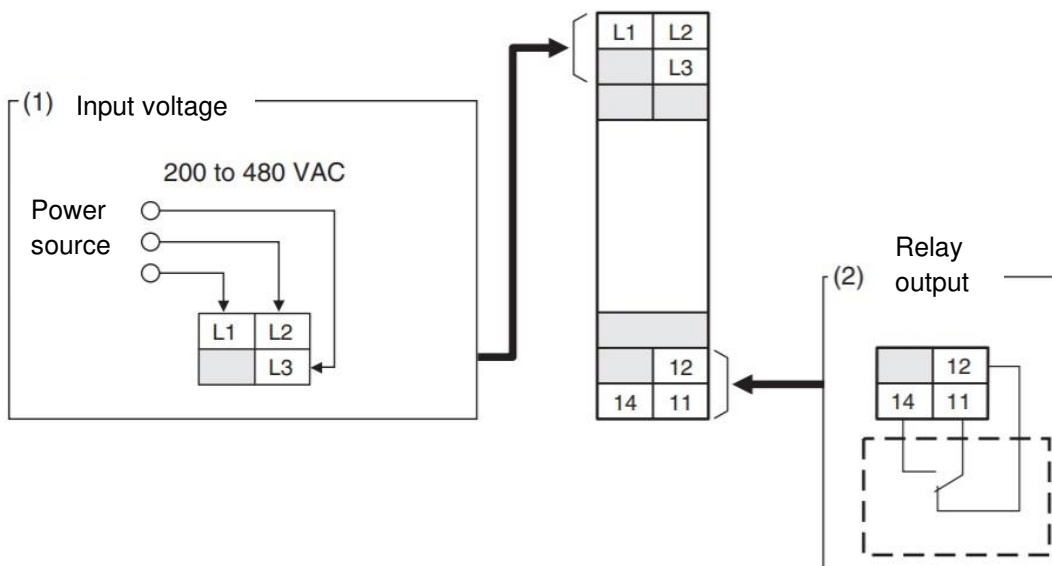 (1) Input voltage
200 to 480 VAC
Power
source
L1 L2
L3
L1 L2
L3
12
14 11
(2) Relay
output
12
14 11